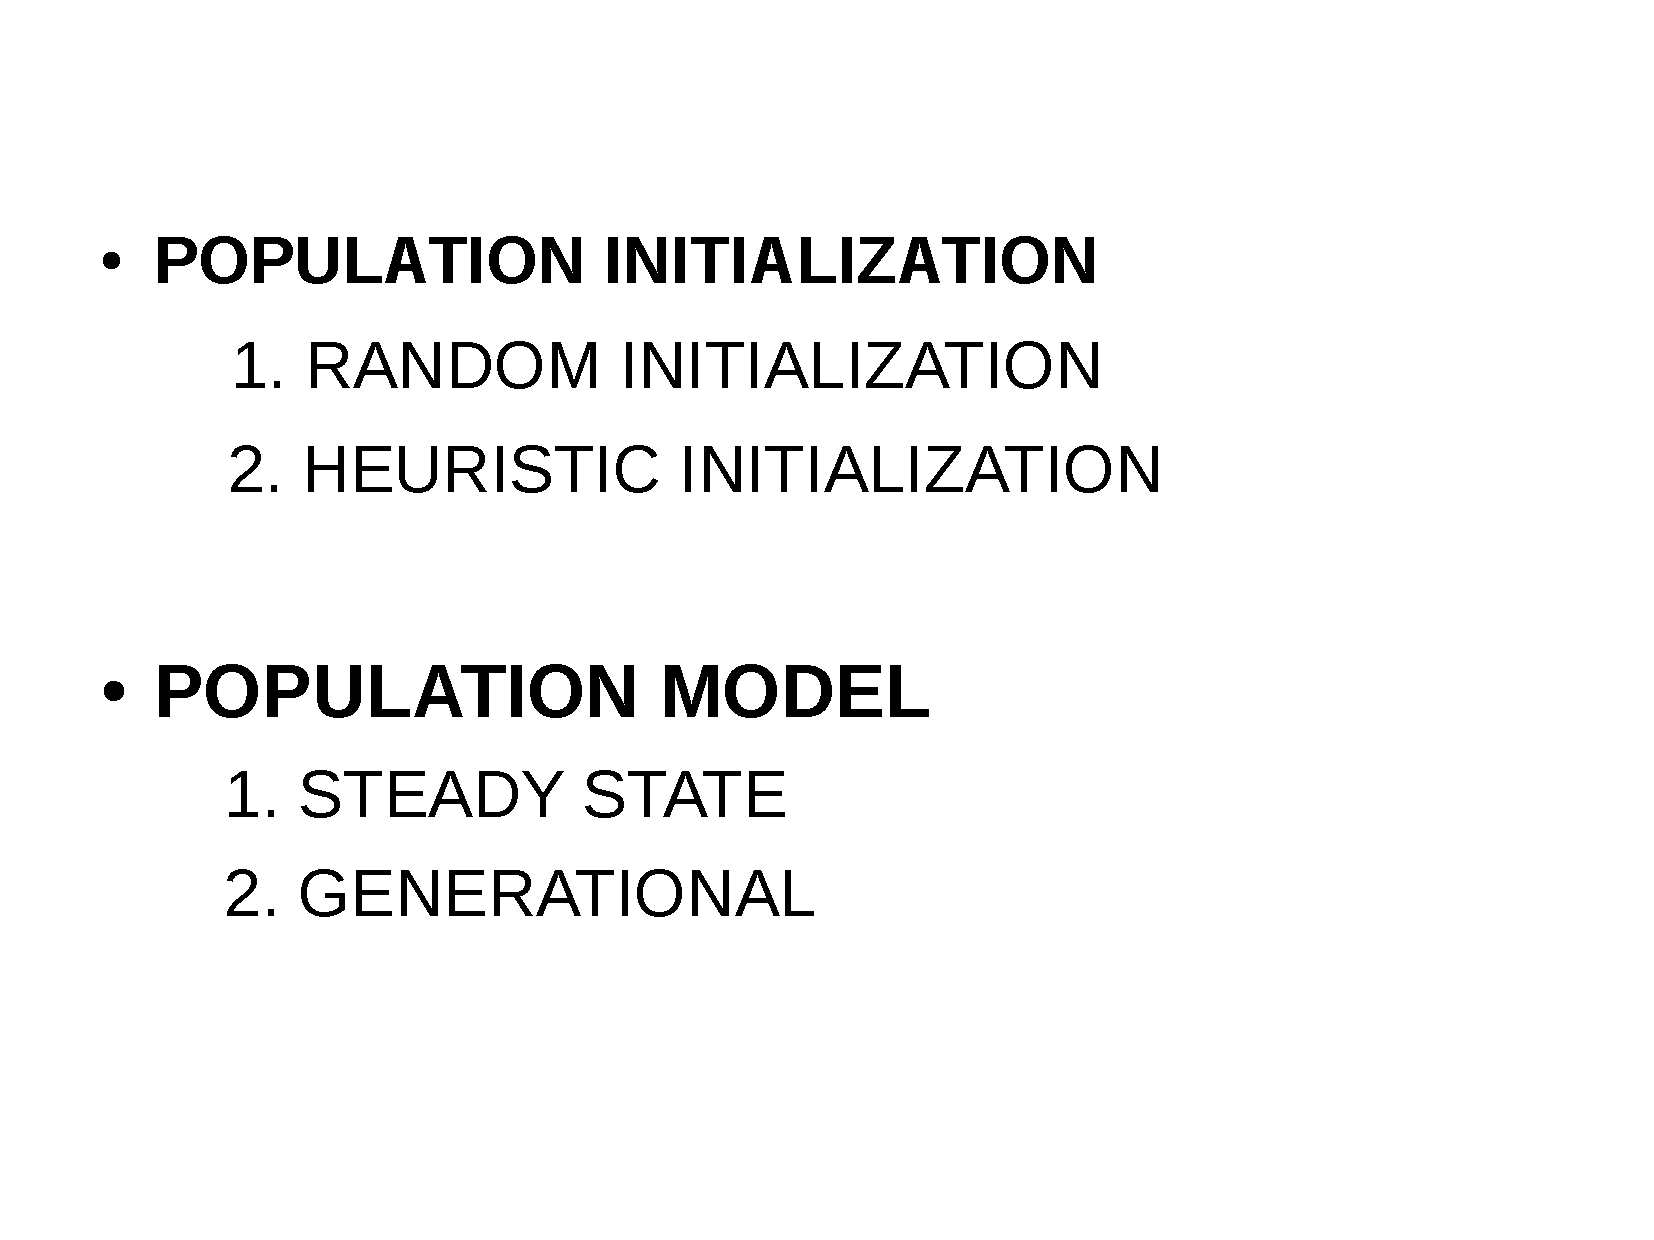 • POPULATION INITIALIZATION
1. RANDOM INITIALIZATION
2. HEURISTIC INITIALIZATION
• POPULATION MODEL
1. STEADY STATE
2. GENERATIONAL